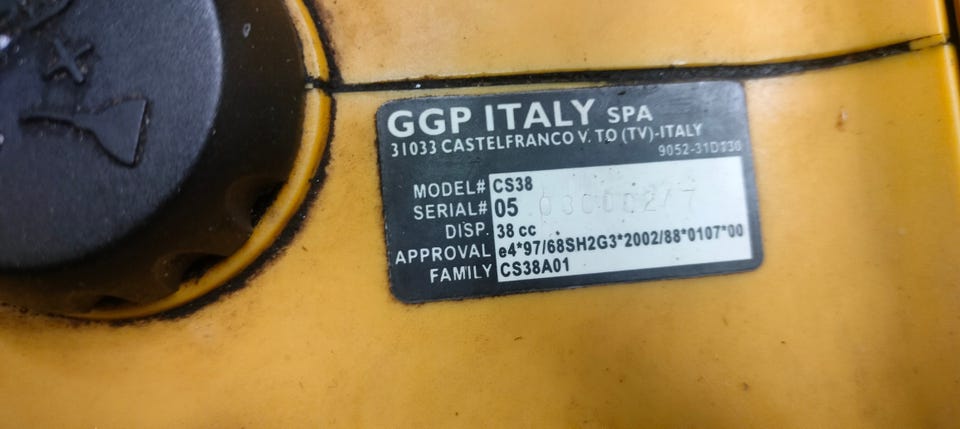 GGP ITALY SPA
31033 CASTELFRANCO V. TO (TV)-ITALY
9052-31D330
MODEL# CS38
SERIAL# 05
DISP. 38 cc
APPROVAL e4*97/68SH2G3*2002/88*0107*00
FAMILY CS38A01